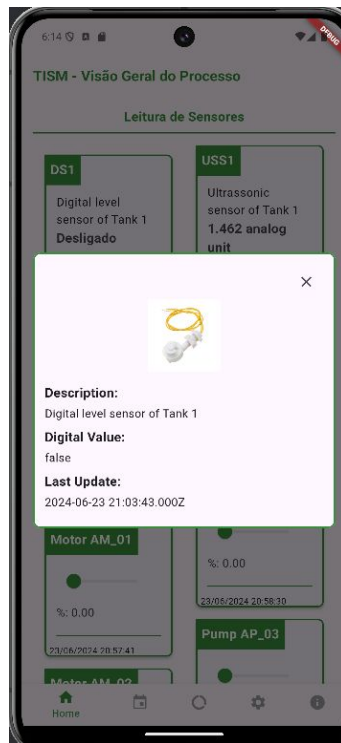 6:14
DEBUG
TISM - Visão Geral do Processo
Leitura de Sensores
DS1
Digital level
sensor of Tank 1
Desligado
USS1
Ultrassonic
sensor of Tank 1
1.462 analog
unit
Description:
Digital level sensor of Tank 1
Digital Value:
false
Last Update:
2024-06-23 21:03:43.000Z
Motor AM_01
%: 0.00
23/06/2024 20:57:41
%: 0.00
23/06/2024 20:58:30
Pump AP_03
Motor AM_02
Home